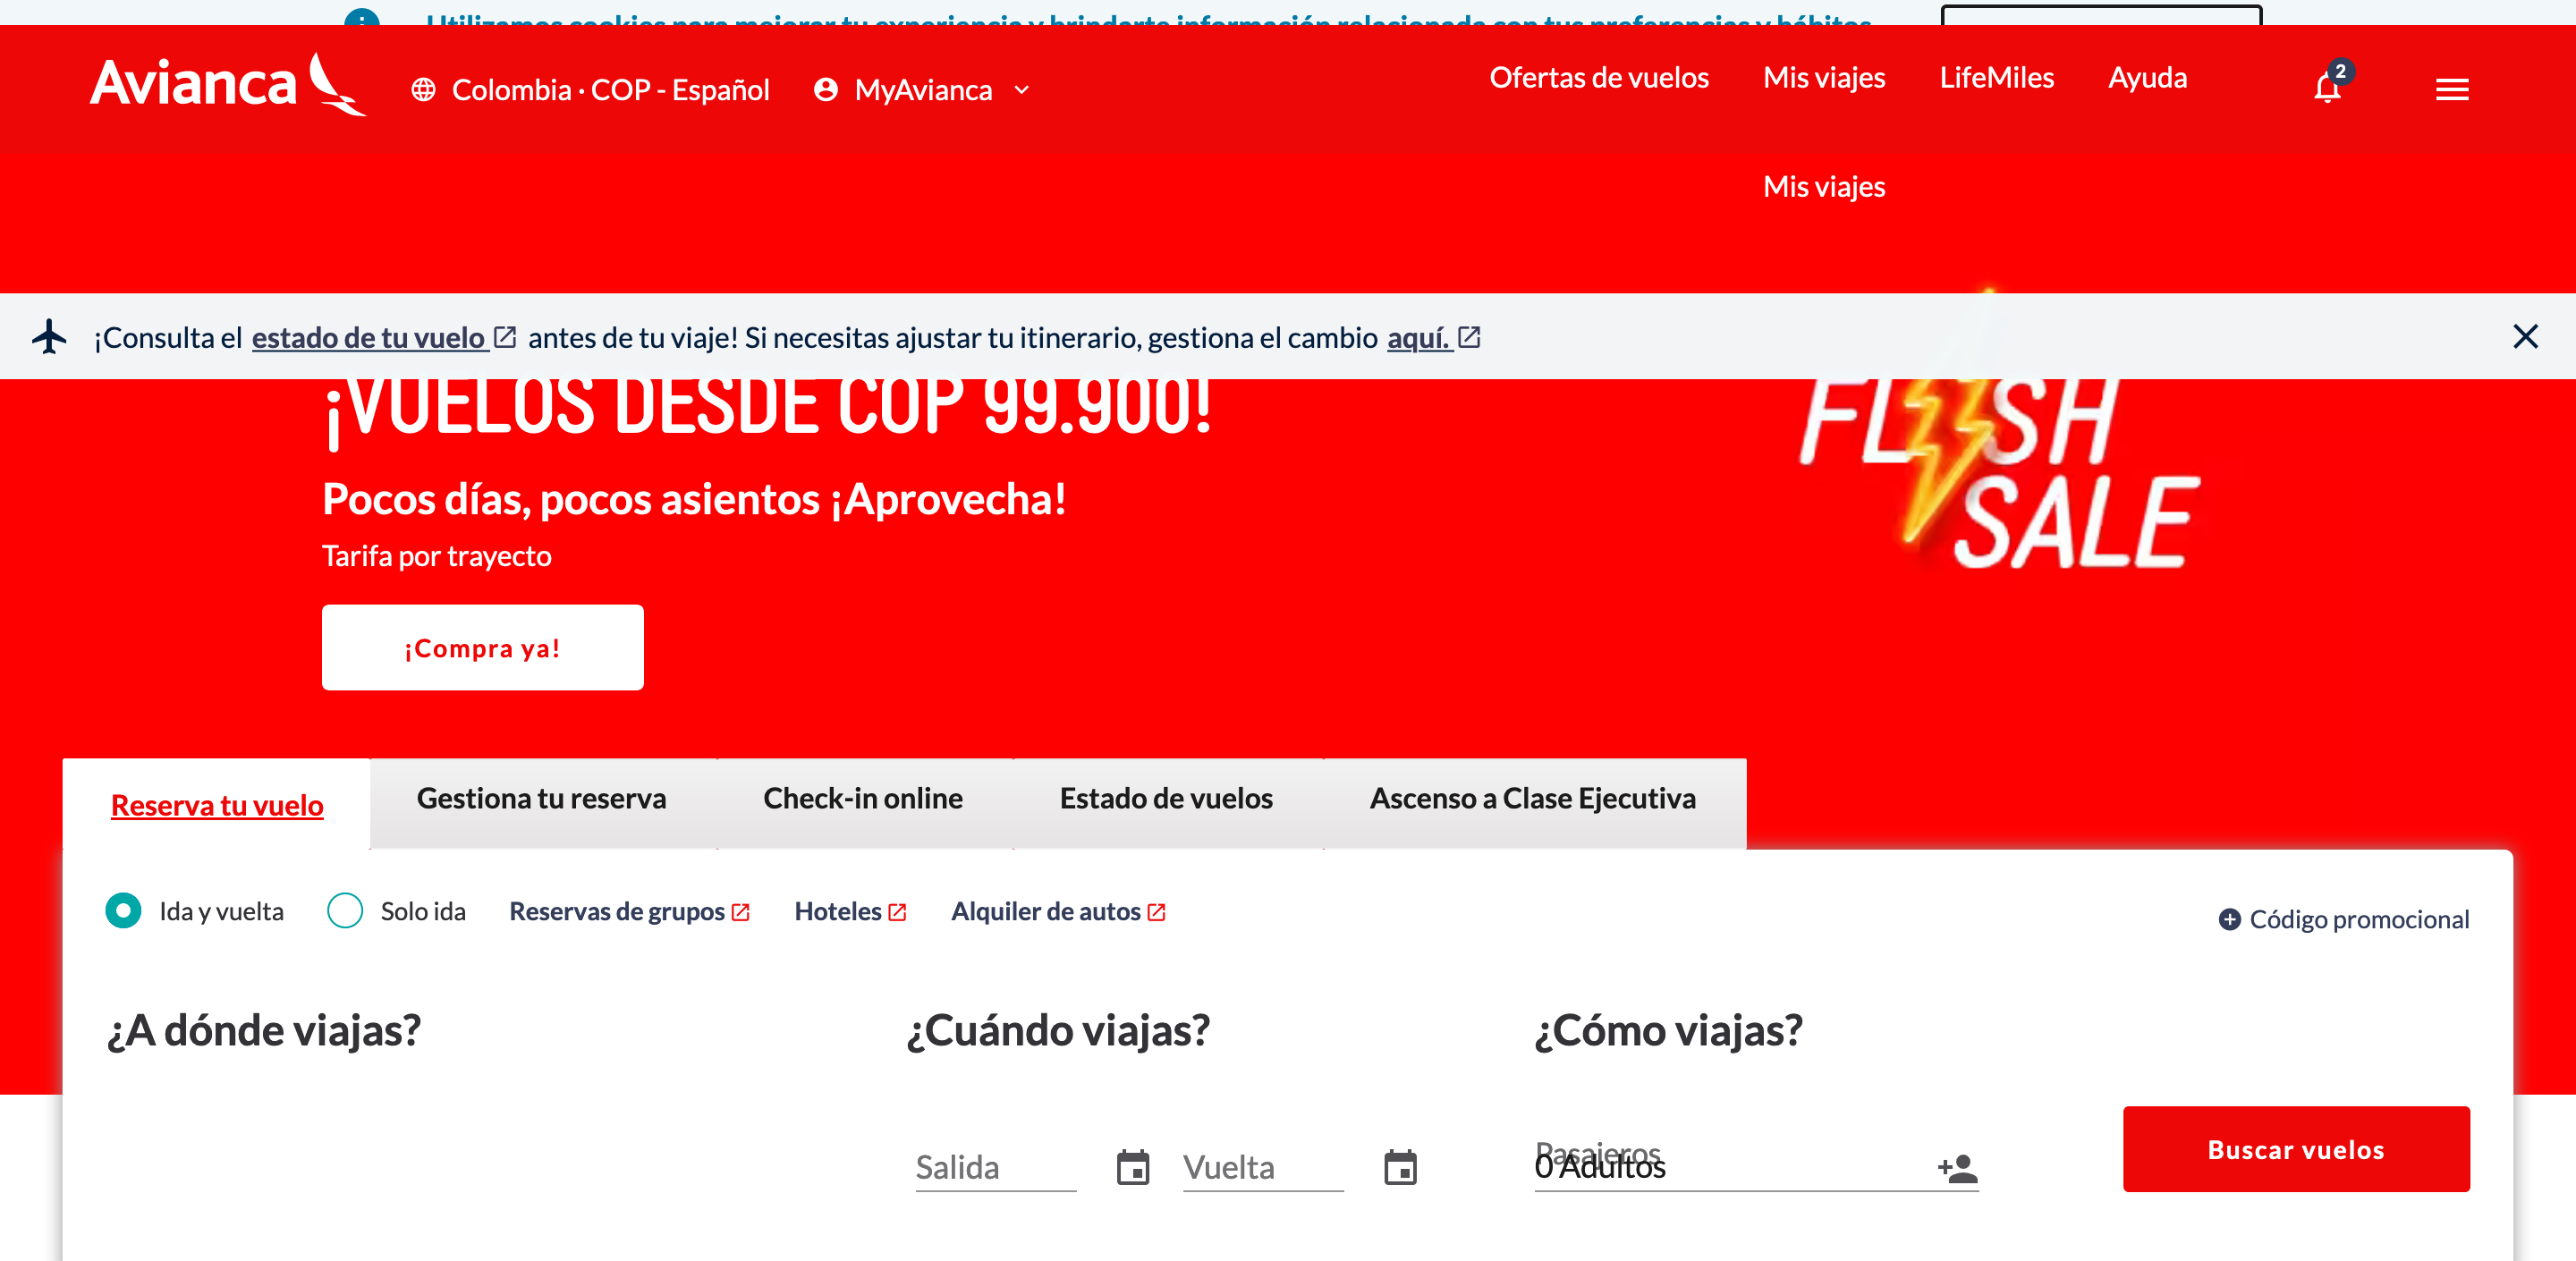 Utilizamos cookies para mejorar tu experiencia y brindarte información relacionada con tus preferencias y hábitos
Avianca
Colombia · COP - Español
MyAvianca
Ofertas de vuelos
Mis viajes
LifeMiles
Ayuda
2
Mis viajes
¡Consulta el estado de tu vuelo antes de tu viaje! Si necesitas ajustar tu itinerario, gestiona el cambio aquí.
¡VUELOS DESDE COP 99.900!
Pocos días, pocos asientos ¡Aprovecha!
Tarifa por trayecto
¡Compra ya!
FLASH
SALE
Reserva tu vuelo
Gestiona tu reserva
Check-in online
Estado de vuelos
Ascenso a Clase Ejecutiva
Ida y vuelta
Solo ida
Reservas de grupos
Hoteles
Alquiler de autos
Código promocional
¿A dónde viajas?
¿Cuándo viajas?
¿Cómo viajas?
Salida
Vuelta
Pasajeros
0 Adultos
Buscar vuelos